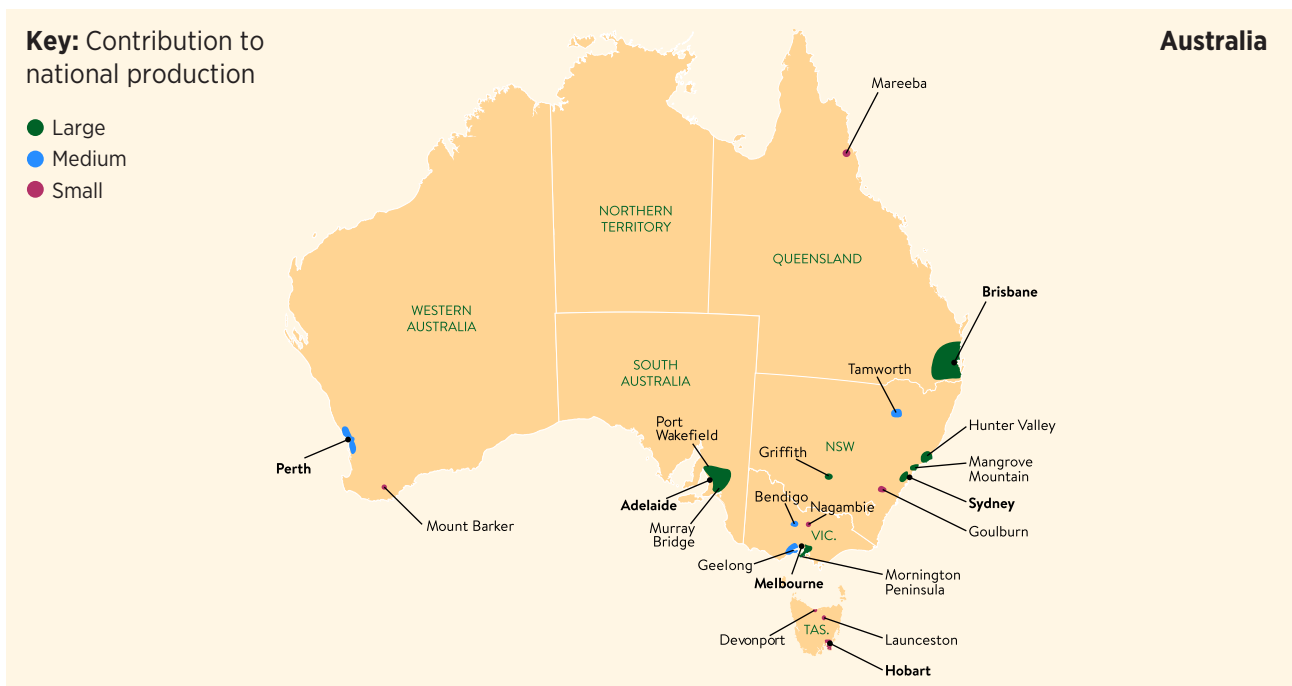 Key: Contribution to
national production
Large
Medium
Small
Australia
Mareeba
NORTHERN
TERRITORY
QUEENSLAND
Brisbane
WESTERN
AUSTRALIA
SOUTH
AUSTRALIA
Tamworth
Port
Wakefield
Hunter Valley
NSW
Griffith
Mangrove
Mountain
Perth
Bendigo
Adelaide
Nagambie
Sydney
Mount Barker
Murray
Bridge
VIC.
Goulburn
Geelong
Melbourne
Mornington
Peninsula
TAS.
Devonport
Launceston
Hobart